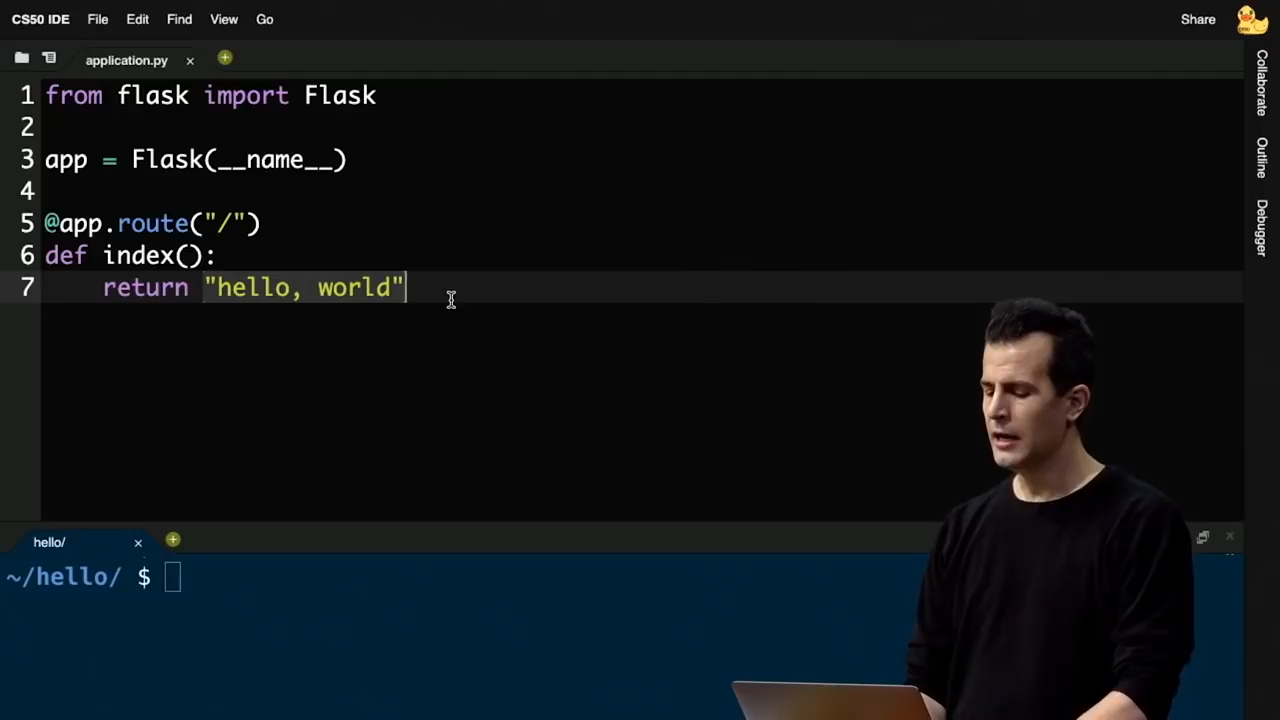 CS50 IDE File Edit Find View Go Share
application.py
1 from flask import Flask
2
3 app = Flask(__name__)
4
5 @app.route("/")
6 def index():
7     return "hello, world"
Collaborate
Outline
Debugger
hello/
~/hello/ $